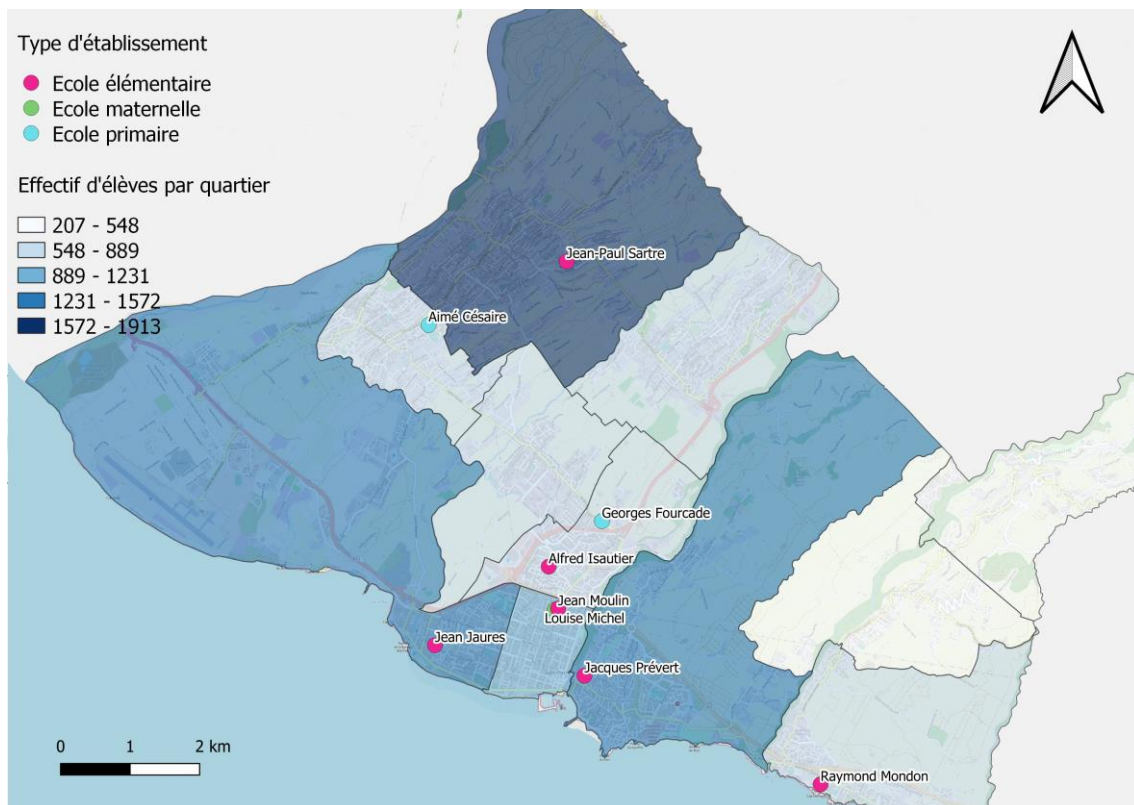 Type d'établissement
Ecole élémentaire
Ecole maternelle
Ecole primaire
Effectif d'élèves par quartier
207 - 548
548 - 889
889 - 1231
1231 - 1572
1572 - 1913
Jean-Paul Sartre
Aimé Césaire
Georges Fourcade
Alfred Isautier
Jean Moulin
Louise Michel
Jean Jaures
Jacques Prévert
Raymond Mondon
0 1 2 km